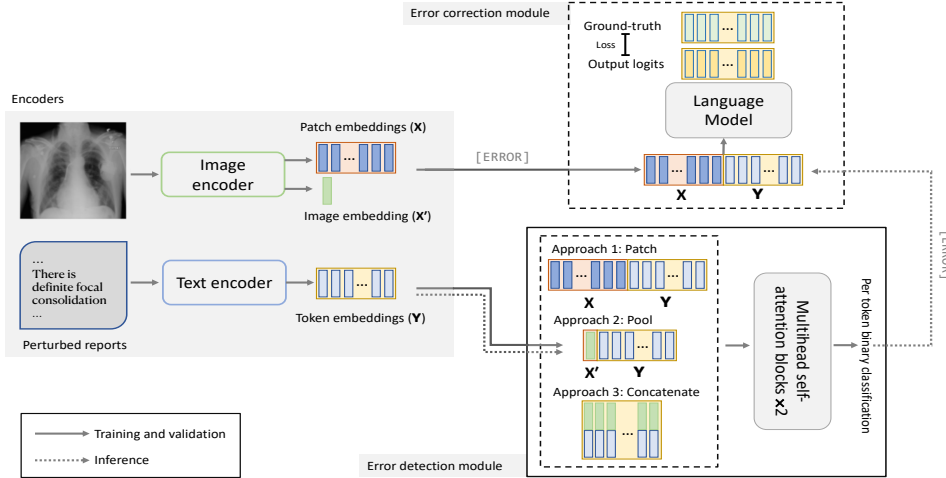 Error correction module
Ground-truth
Loss
Output logits
Language
Model
X
Y
Encoders
Patch embeddings (X)
Image
encoder
Image embedding (X')
[ERROR]
...
There is
definite focal
consolidation
...
Perturbed reports
Text encoder
Token embeddings (Y)
[ERROR]
Approach 1: Patch
X
Y
Approach 2: Pool
X'
Y
Approach 3: Concatenate
Multihead self-
attention blocks x2
Per token binary classification
Error detection module
Training and validation
Inference